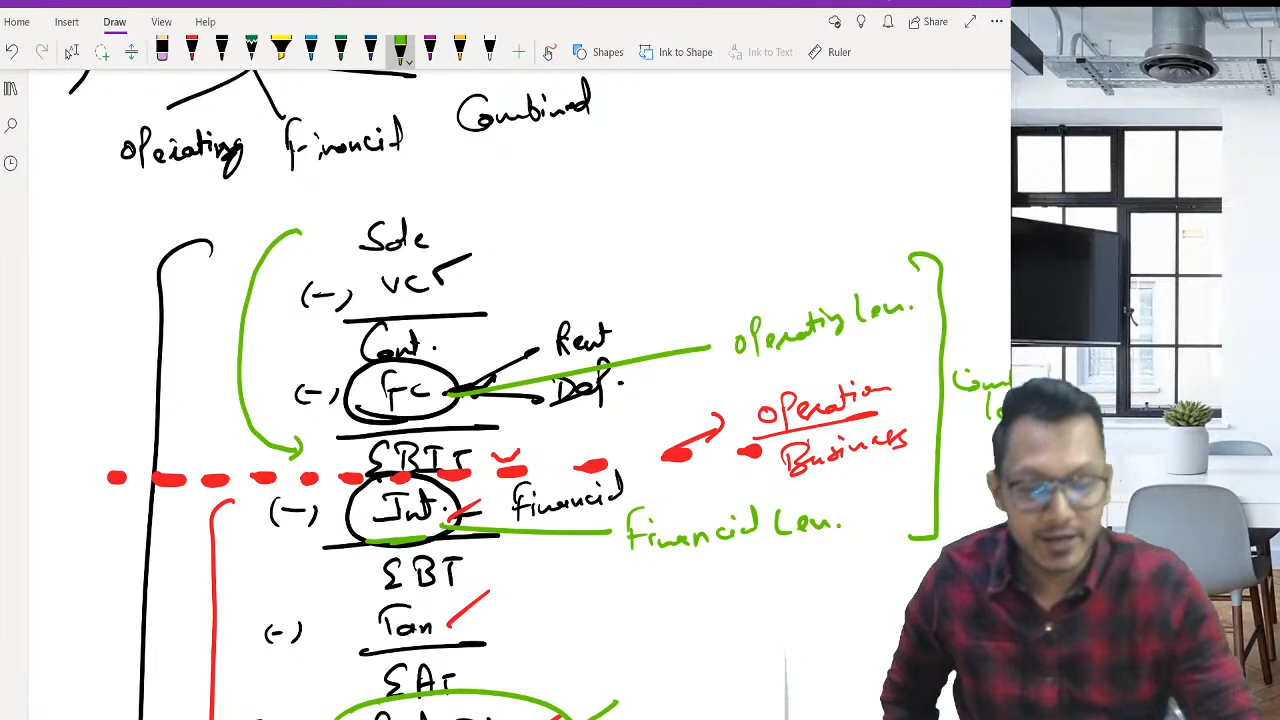 Home Insert Draw View Help
Share
Shapes Ink to Shape Ink to Text Ruler
Operating Financial Combined
Sale
(-) VC
Cont.
(-) FC
Rent
Dep.
Operating Lev.
EBIT
Operation
Business
(-) Int.
Financial
Financial Lev.
EBT
(-) Tax
EAT